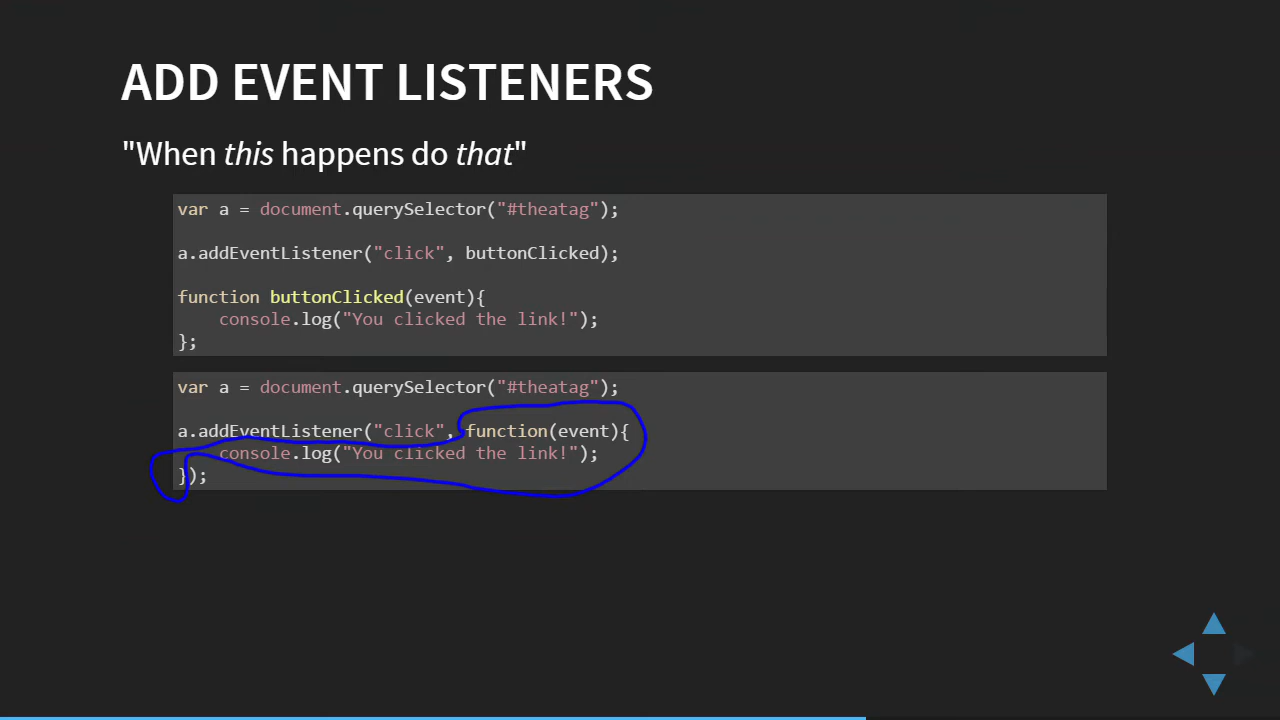 ADD EVENT LISTENERS
"When this happens do that"
var a = document.querySelector("#theatag");
a.addEventListener("click", buttonClicked);
function buttonClicked(event){
    console.log("You clicked the link!");
};
var a = document.querySelector("#theatag");
a.addEventListener("click", function(event){
    console.log("You clicked the link!");
});